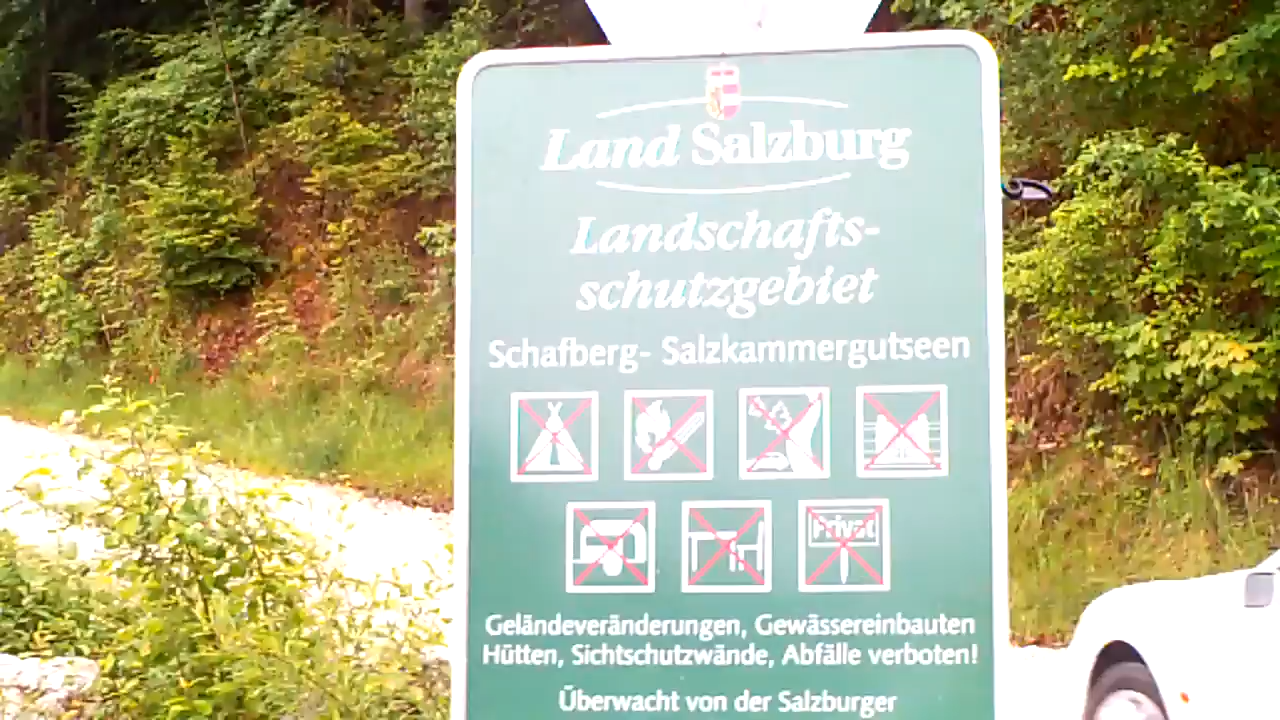 Land Salzburg
Landschafts-
schutzgebiet
Schafberg- Salzkammergutseen
Privat
Geländeveränderungen, Gewässereinbauten
Hütten, Sichtschutzwände, Abfälle verboten!
Überwacht von der Salzburger